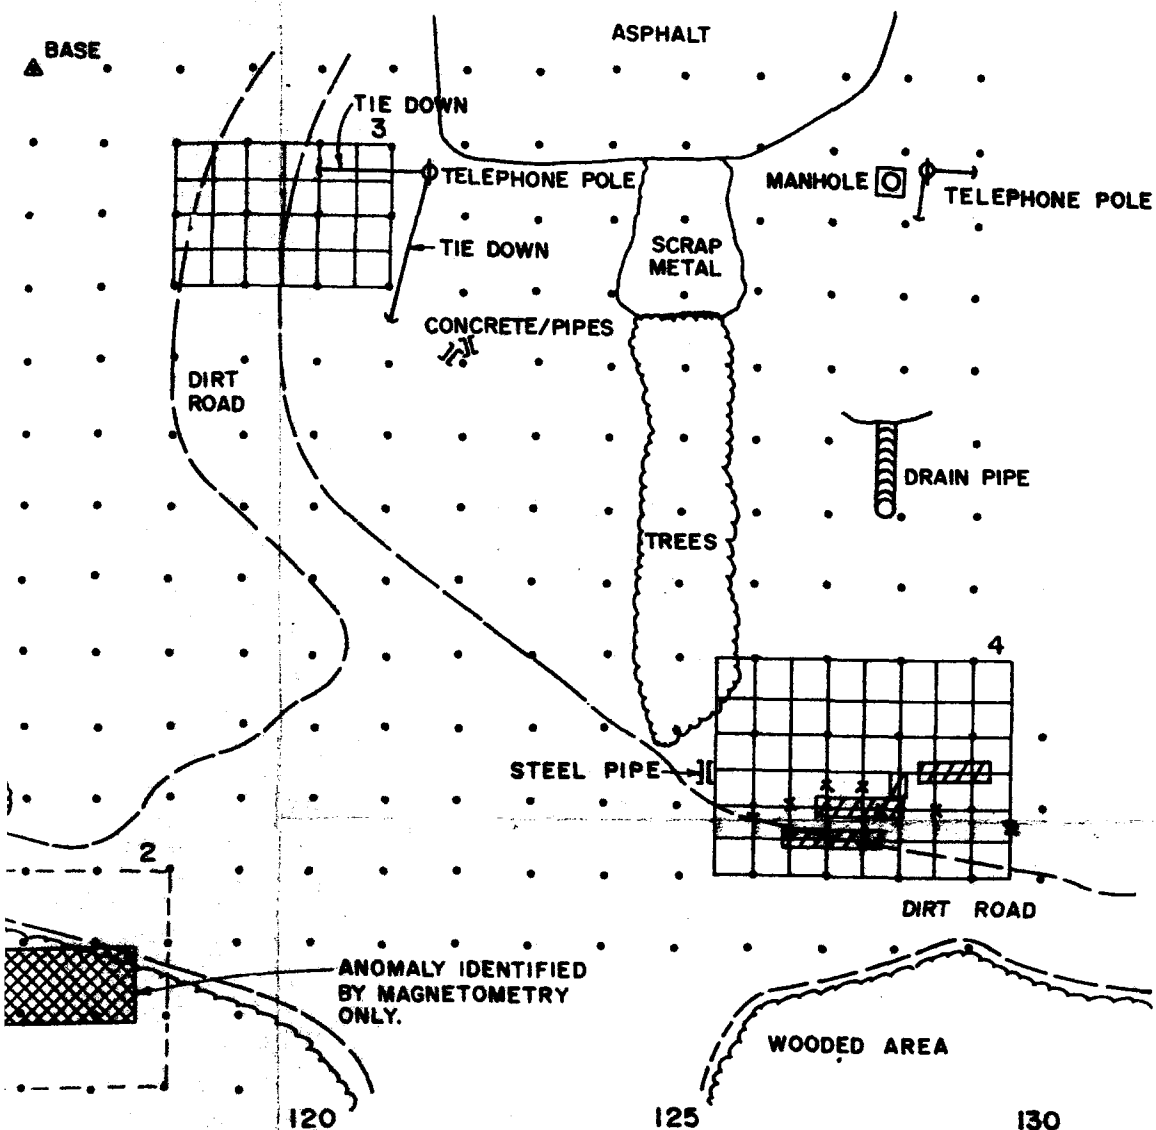 BASE
ASPHALT
TIE DOWN
3
TELEPHONE POLE
MANHOLE
TELEPHONE POLE
TIE DOWN
SCRAP
METAL
CONCRETE/PIPES
DIRT
ROAD
DRAIN PIPE
TREES
4
STEEL PIPE
2
DIRT ROAD
ANOMALY IDENTIFIED
BY MAGNETOMETRY
ONLY.
WOODED AREA
120
125
130